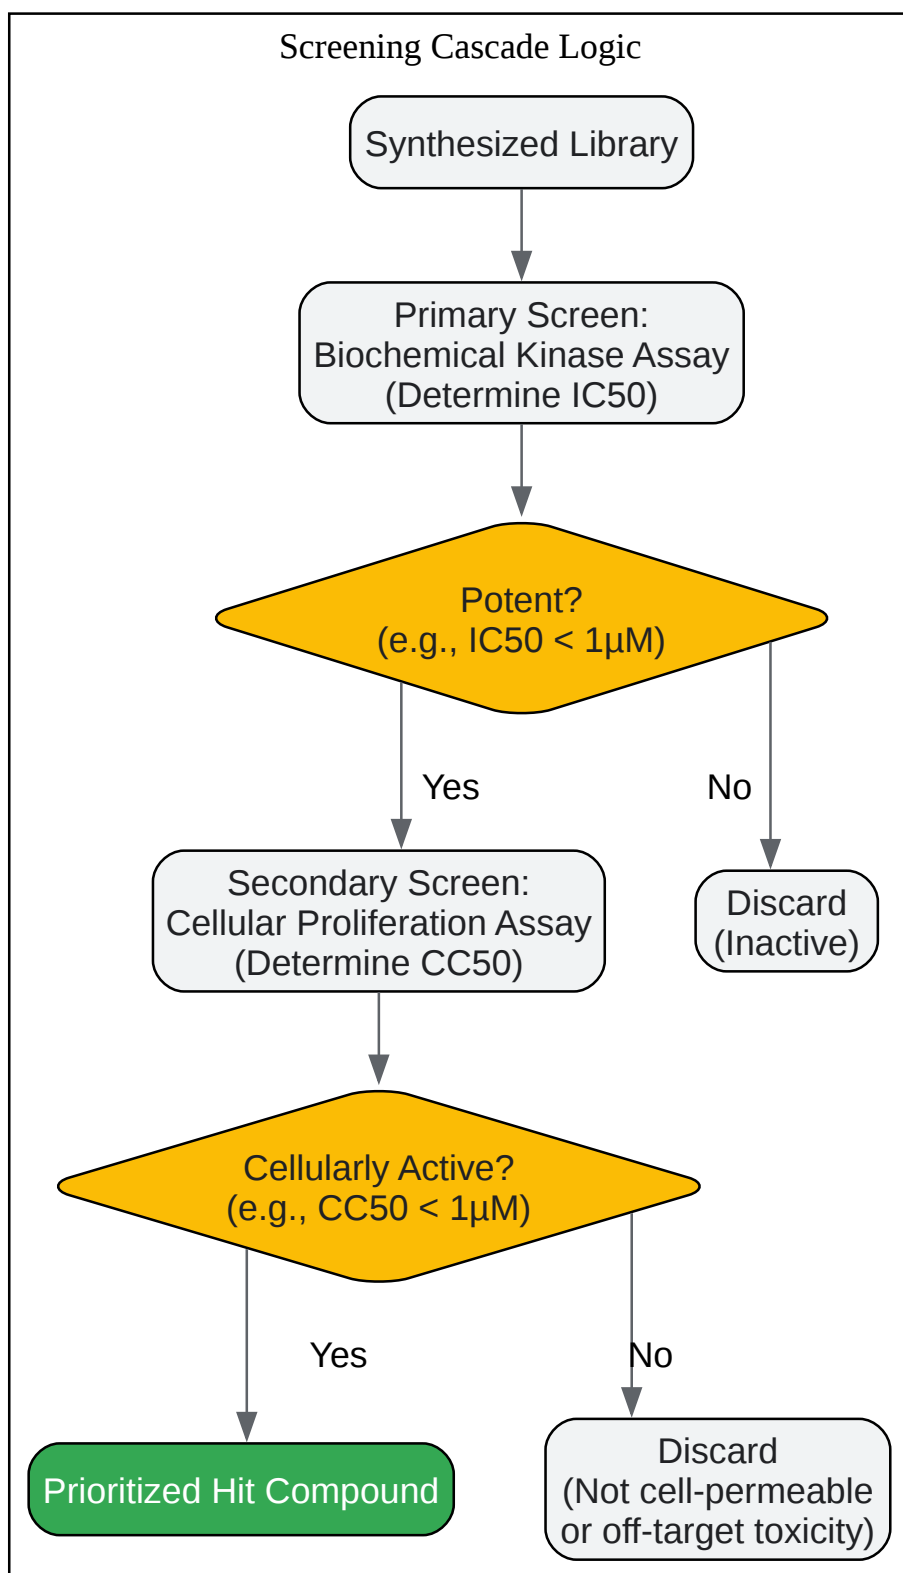 Screening Cascade Logic
Synthesized Library
Primary Screen:
Biochemical Kinase Assay
(Determine IC50)
Potent?
(e.g., IC50 < 1µM)
Yes
No
Secondary Screen:
Cellular Proliferation Assay
(Determine CC50)
Discard
(Inactive)
Cellularly Active?
(e.g., CC50 < 1µM)
Yes
No
Prioritized Hit Compound
Discard
(Not cell-permeable
or off-target toxicity)